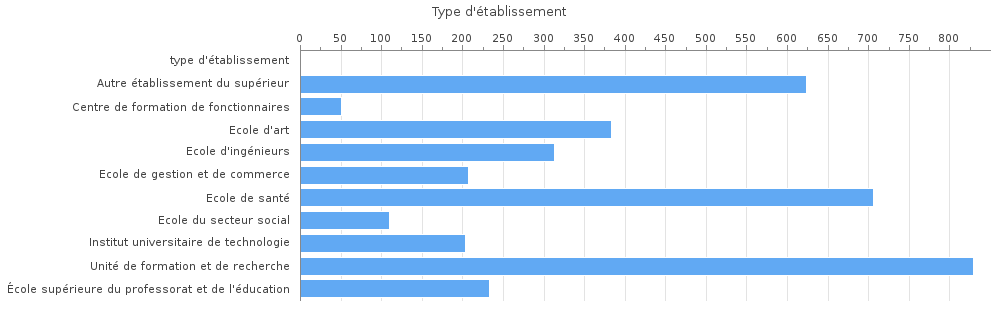 Type d'établissement
0 50 100 150 200 250 300 350 400 450 500 550 600 650 700 750 800
type d'établissement
Autre établissement du supérieur
Centre de formation de fonctionnaires
Ecole d'art
Ecole d'ingénieurs
Ecole de gestion et de commerce
Ecole de santé
Ecole du secteur social
Institut universitaire de technologie
Unité de formation et de recherche
École supérieure du professorat et de l'éducation